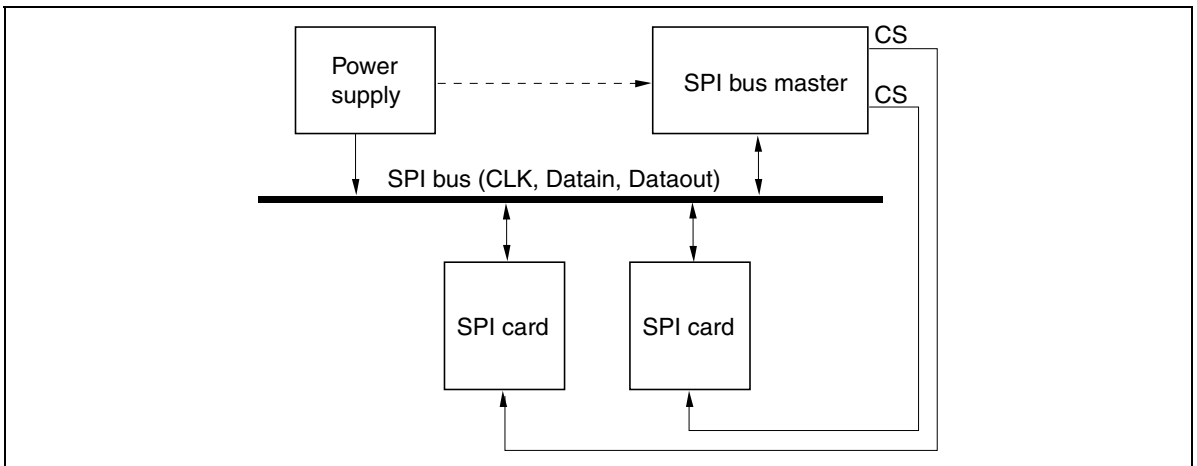 Power
supply
SPI bus master
CS
CS
SPI bus (CLK, Datain, Dataout)
SPI card
SPI card